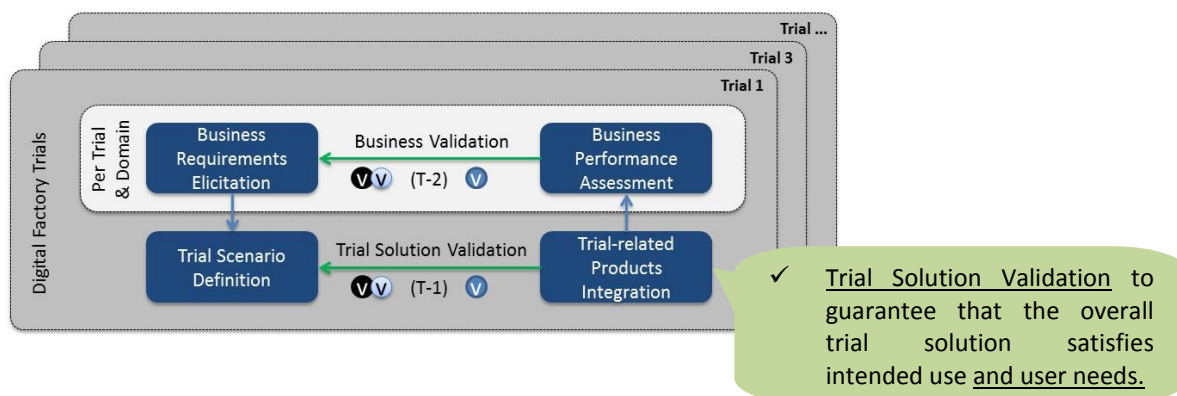 Trial ...
Trial 3
Trial 1
Digital Factory Trials
Per Trial
& Domain
Business
Requirements
Elicitation
Business Validation
V V (T-2) V
Business
Performance
Assessment
Trial Scenario
Definition
Trial Solution Validation
V V (T-1) V
Trial-related
Products
Integration
✓ Trial Solution Validation to
guarantee that the overall
trial solution satisfies
intended use and user needs.